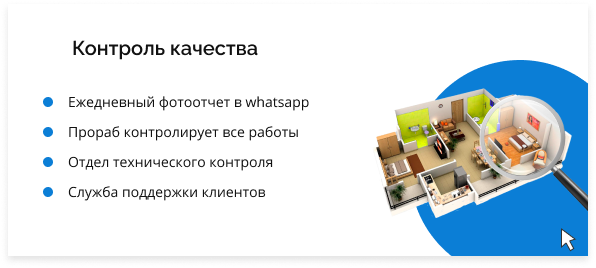 Контроль качества
Ежедневный фотоотчет в whatsapp
Прораб контролирует все работы
Отдел технического контроля
Служба поддержки клиентов